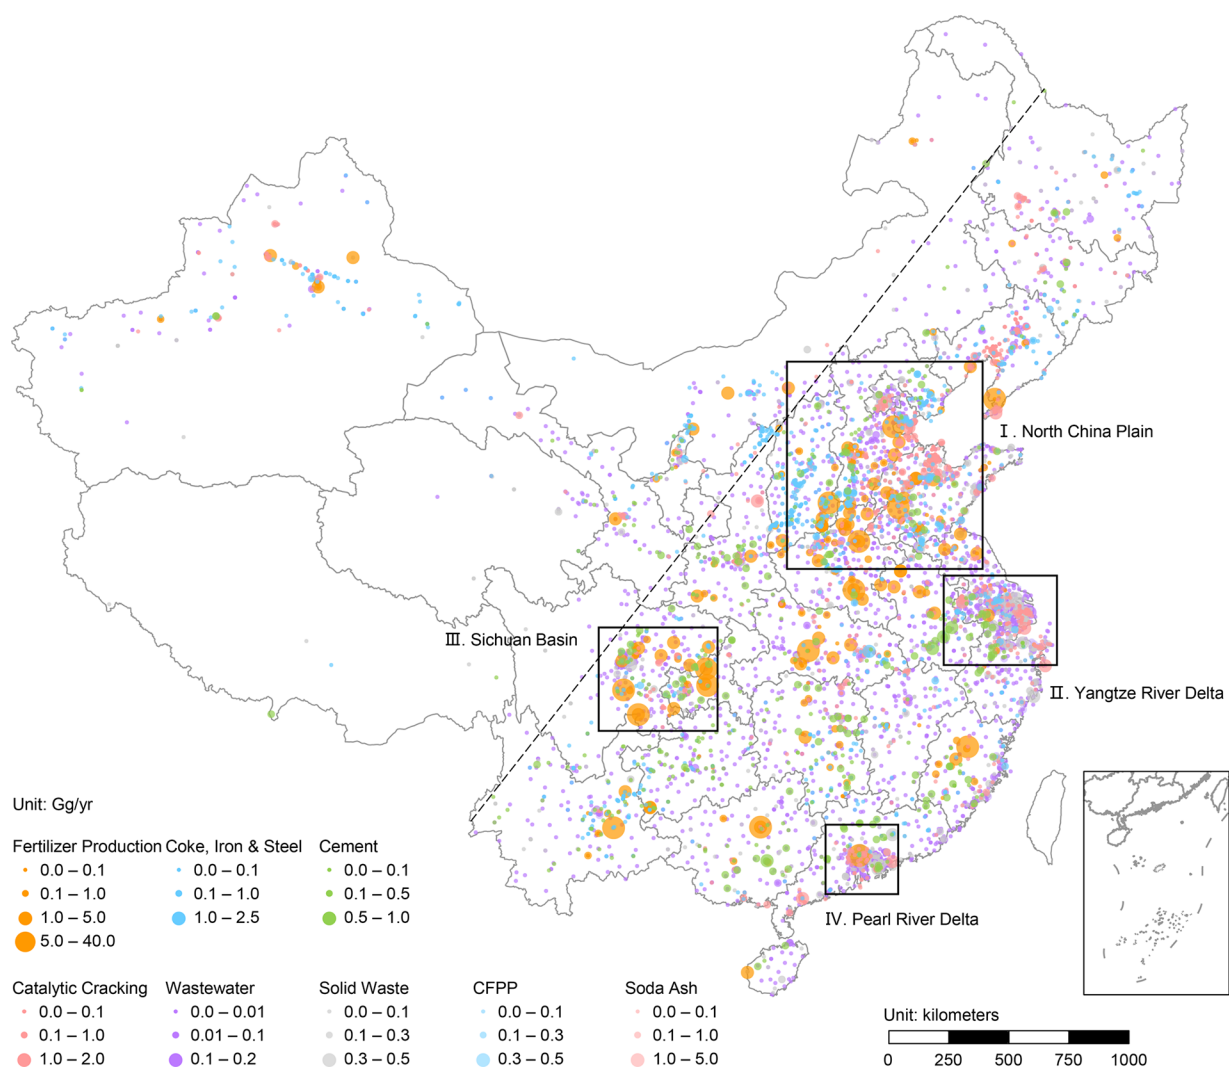 Ⅰ. North China Plain
Ⅲ. Sichuan Basin
Ⅱ. Yangtze River Delta
Ⅳ. Pearl River Delta
Unit: Gg/yr
Fertilizer Production Coke, Iron & Steel Cement
0.0 – 0.1 0.0 – 0.1 0.0 – 0.1
0.1 – 1.0 0.1 – 1.0 0.1 – 0.5
1.0 – 5.0 1.0 – 2.5 0.5 – 1.0
5.0 – 40.0
Catalytic Cracking Wastewater Solid Waste CFPP Soda Ash
0.0 – 0.1 0.0 – 0.01 0.0 – 0.1 0.0 – 0.1 0.0 – 0.1
0.1 – 1.0 0.01 – 0.1 0.1 – 0.3 0.1 – 0.3 0.1 – 1.0
1.0 – 2.0 0.1 – 0.2 0.3 – 0.5 0.3 – 0.5 1.0 – 5.0
Unit: kilometers
0 250 500 750 1000